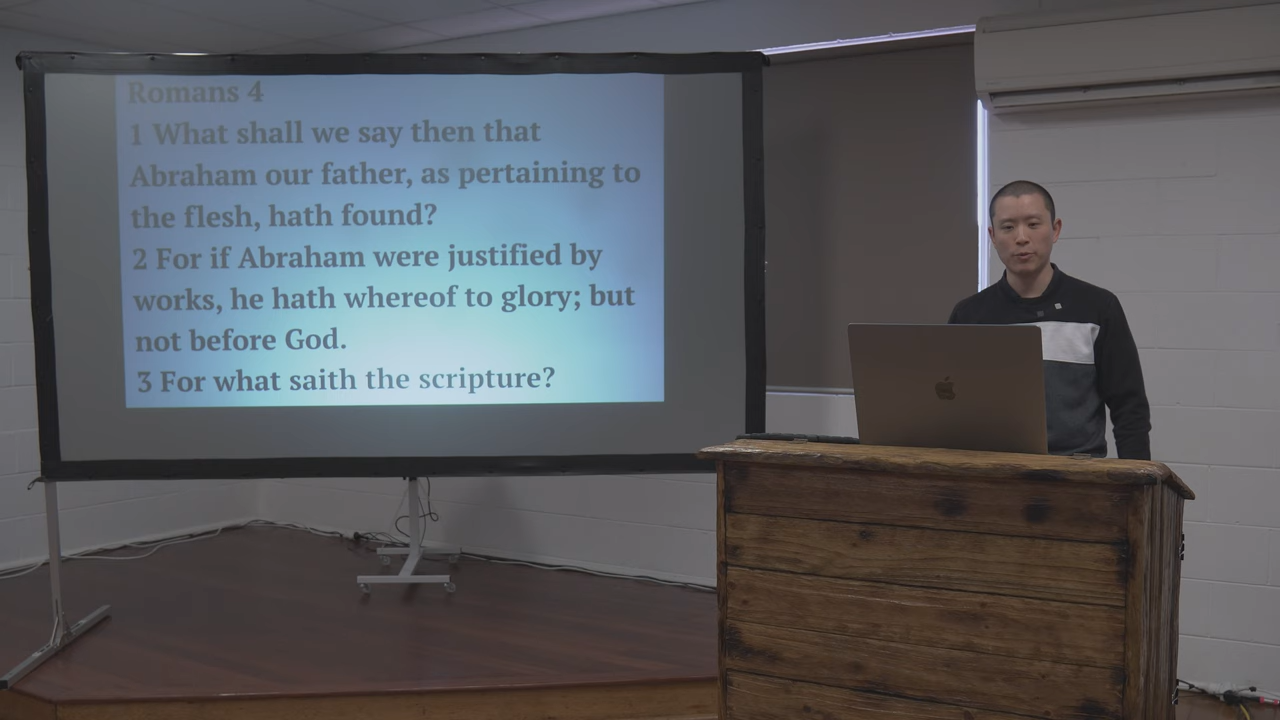 Romans 4
1 What shall we say then that
Abraham our father, as pertaining to
the flesh, hath found?
2 For if Abraham were justified by
works, he hath whereof to glory; but
not before God.
3 For what saith the scripture?